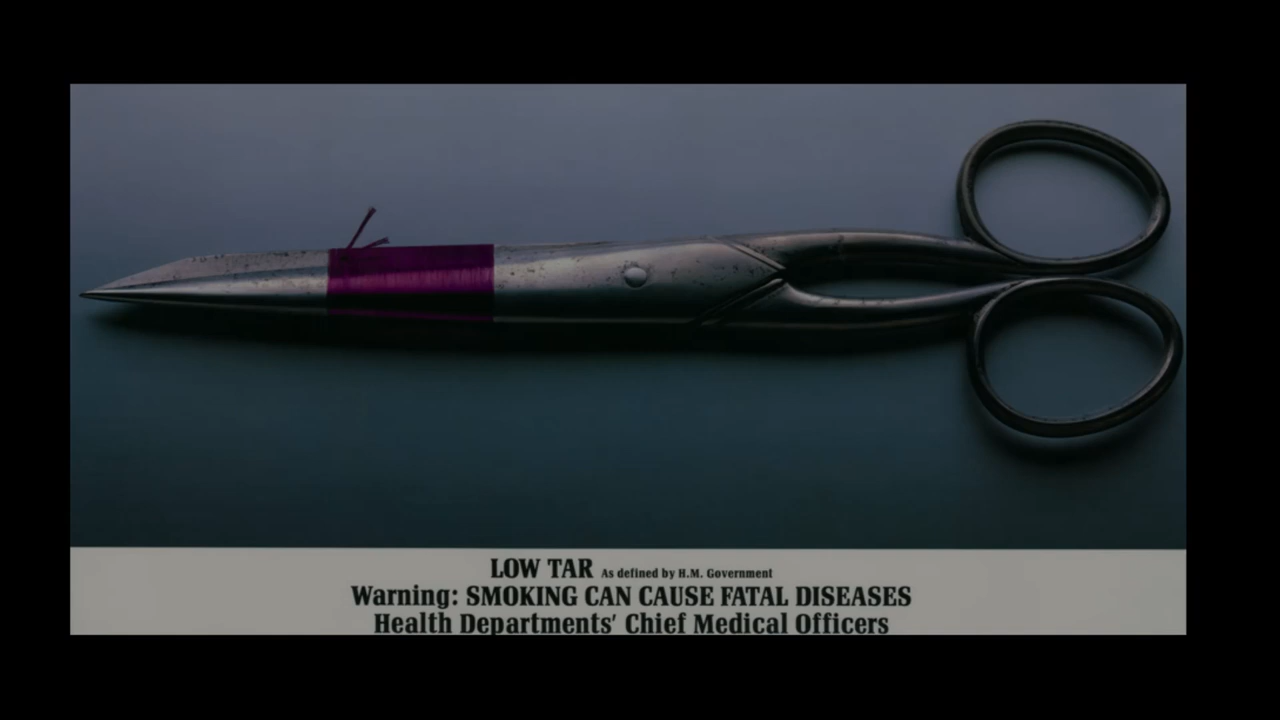 LOW TAR As defined by H.M. Government
Warning: SMOKING CAN CAUSE FATAL DISEASES
Health Departments' Chief Medical Officers